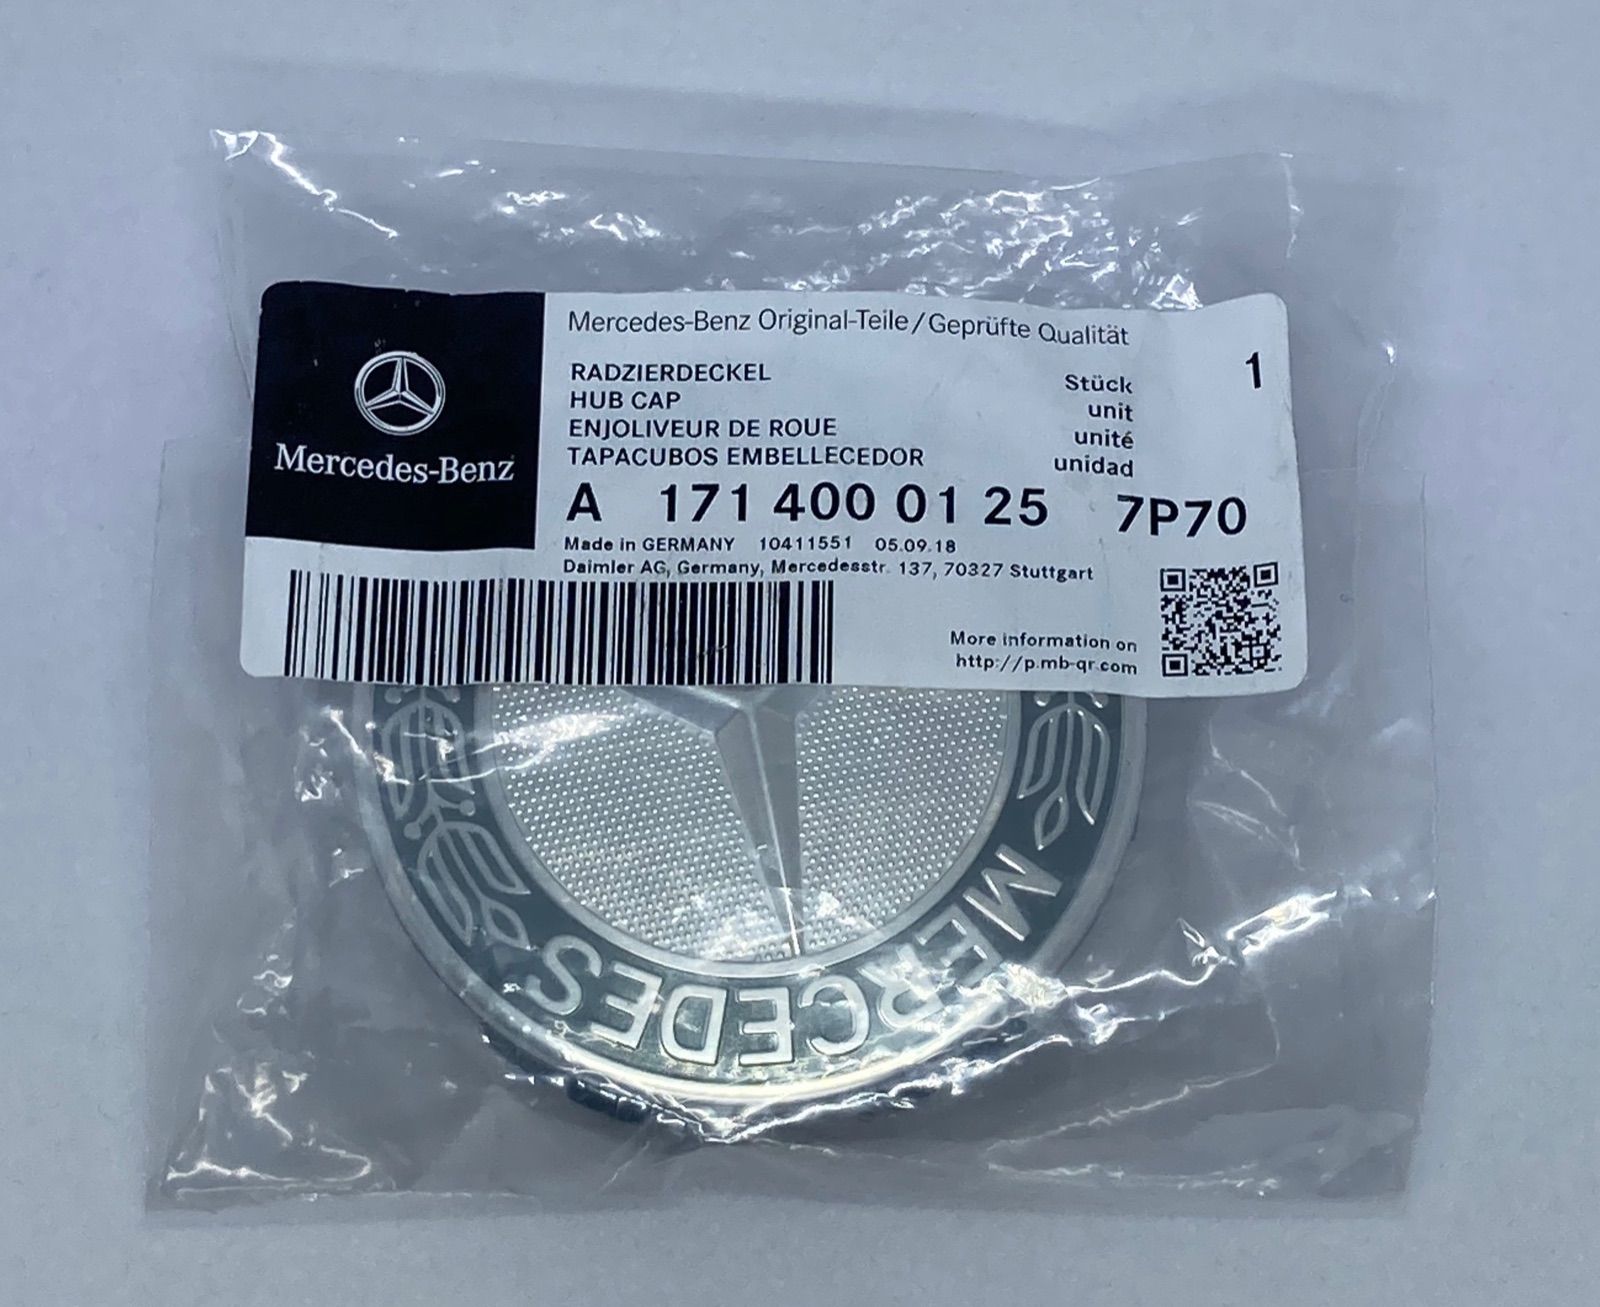 Mercedes-Benz
Mercedes-Benz Original-Teile/Geprüfte Qualität
RADZIERDECKEL
HUB CAP
ENJOLIVEUR DE ROUE
TAPACUBOS EMBELLECEDOR
Stück
unit
unité
unidad
1
A 171 400 01 25 7P70
Made in GERMANY 10411551 05.09.18
Daimler AG, Germany, Mercedesstr. 137, 70327 Stuttgart
More information on
http://p.mb-qr.com
MERCEDES